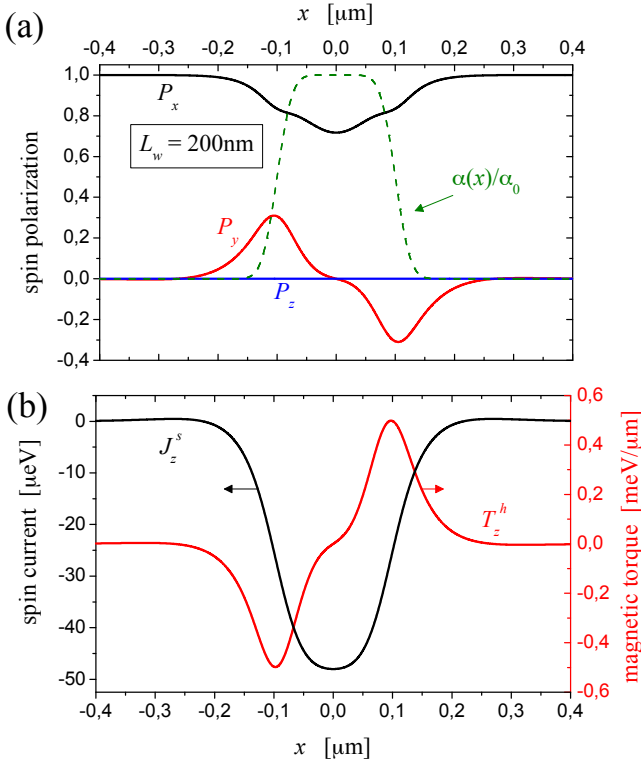 (a)
x [μm]
-0,4 -0,3 -0,2 -0,1 0,0 0,1 0,2 0,3 0,4
1,0
0,8
0,6
0,4
0,2
0,0
-0,2
-0,4
spin polarization
P_x
L_w = 200nm
α(x)/α_0
P_y
P_z
(b)
0
-10
-20
-30
-40
-50
spin current [μeV]
J_z^s
T_z^h
0,6
0,4
0,2
0,0
-0,2
-0,4
-0,6
magnetic torque [meV/μm]
-0,4 -0,3 -0,2 -0,1 0,0 0,1 0,2 0,3 0,4
x [μm]